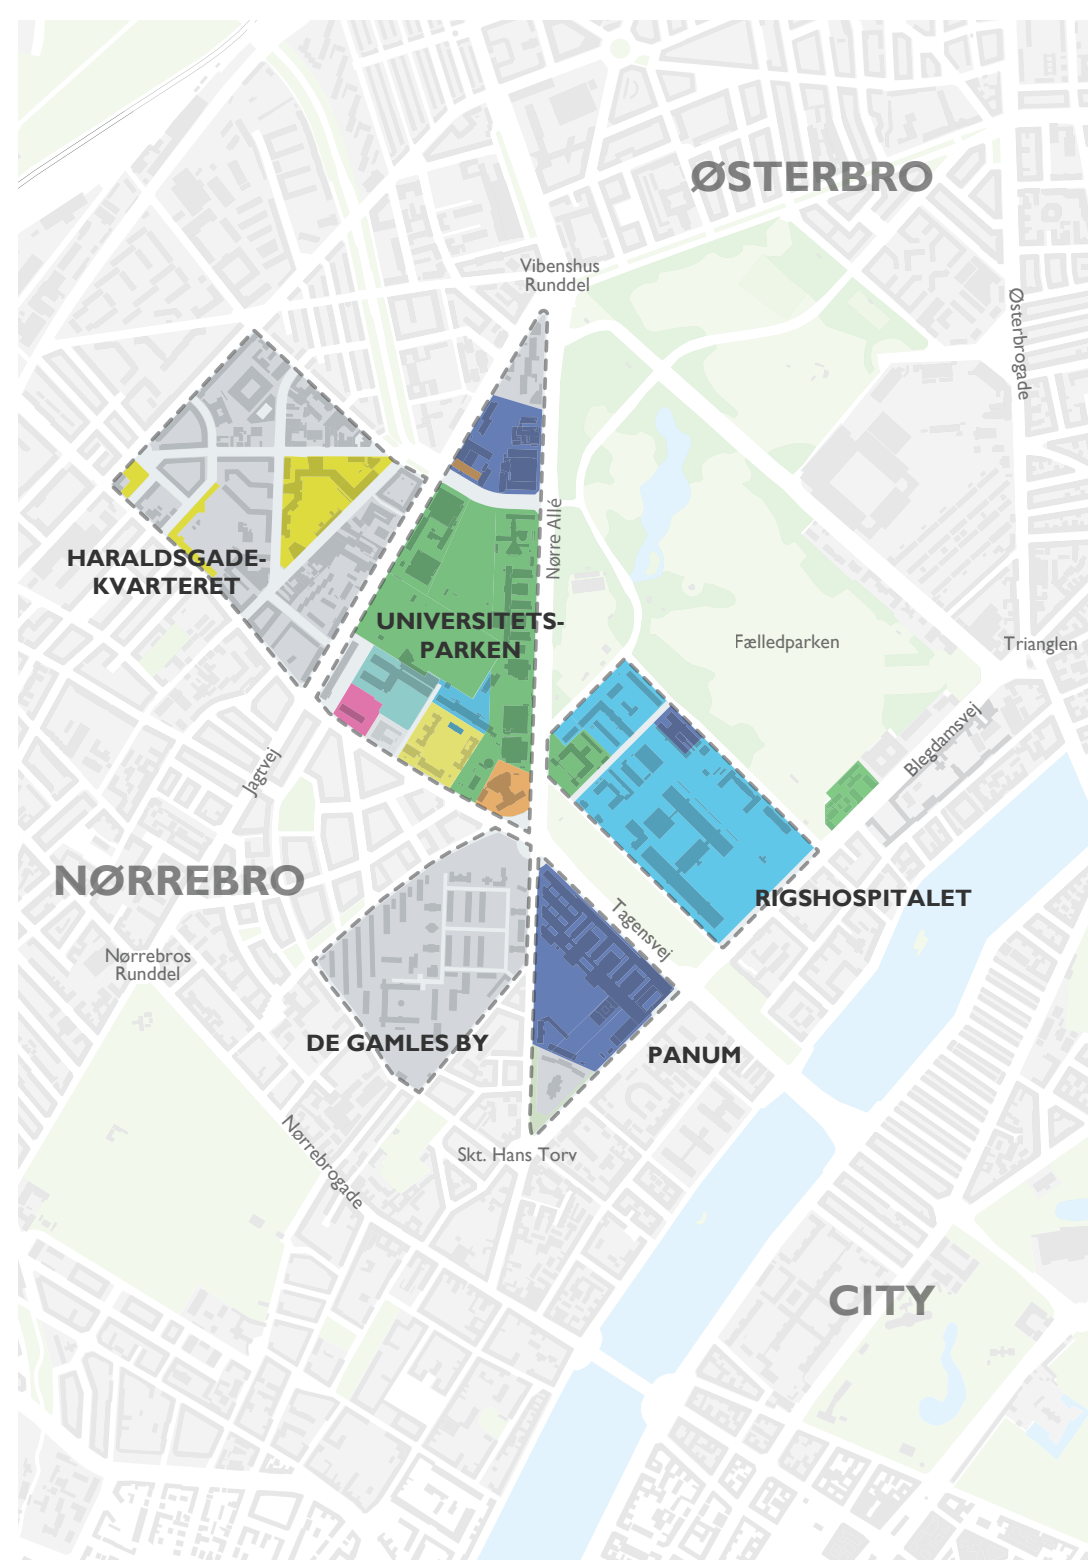 ØSTERBRO
Vibenshus
Runddel
Østerbrogade
Nørre Allé
HARALDSGADE-
KVARTERET
UNIVERSITETS-
PARKEN
Fælledparken
Trianglen
Blegdamsvej
Jagtvej
NØRREBRO
RIGSHOSPITALET
Tagensvej
Nørrebros
Runddel
DE GAMLES BY
PANUM
Nørrebrogade
Skt. Hans Torv
CITY